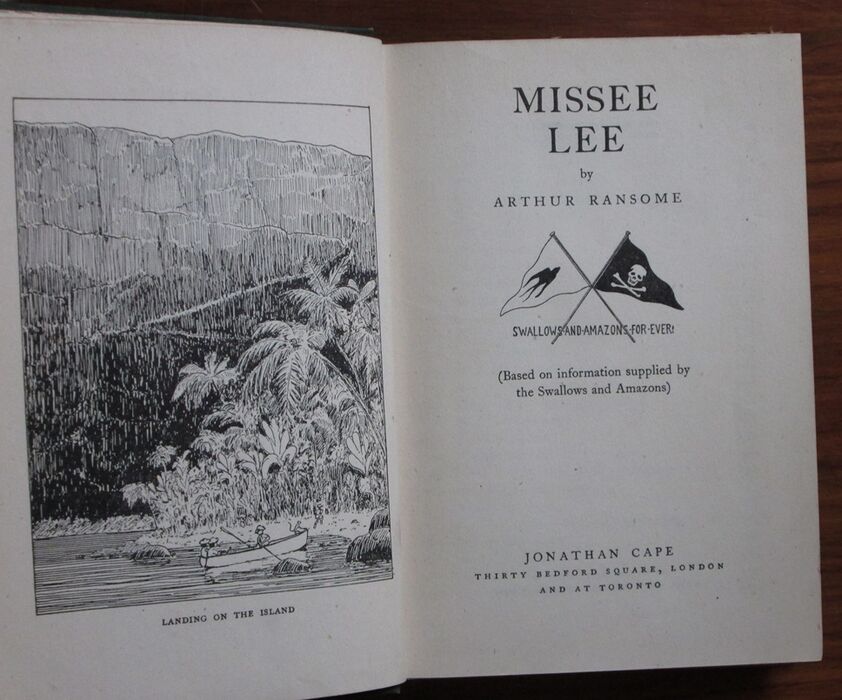 LANDING ON THE ISLAND
MISSEE
LEE
by
ARTHUR RANSOME
SWALLOWS·AND·AMAZONS·FOR·EVER!
(Based on information supplied by
the Swallows and Amazons)
JONATHAN CAPE
THIRTY BEDFORD SQUARE, LONDON
AND AT TORONTO